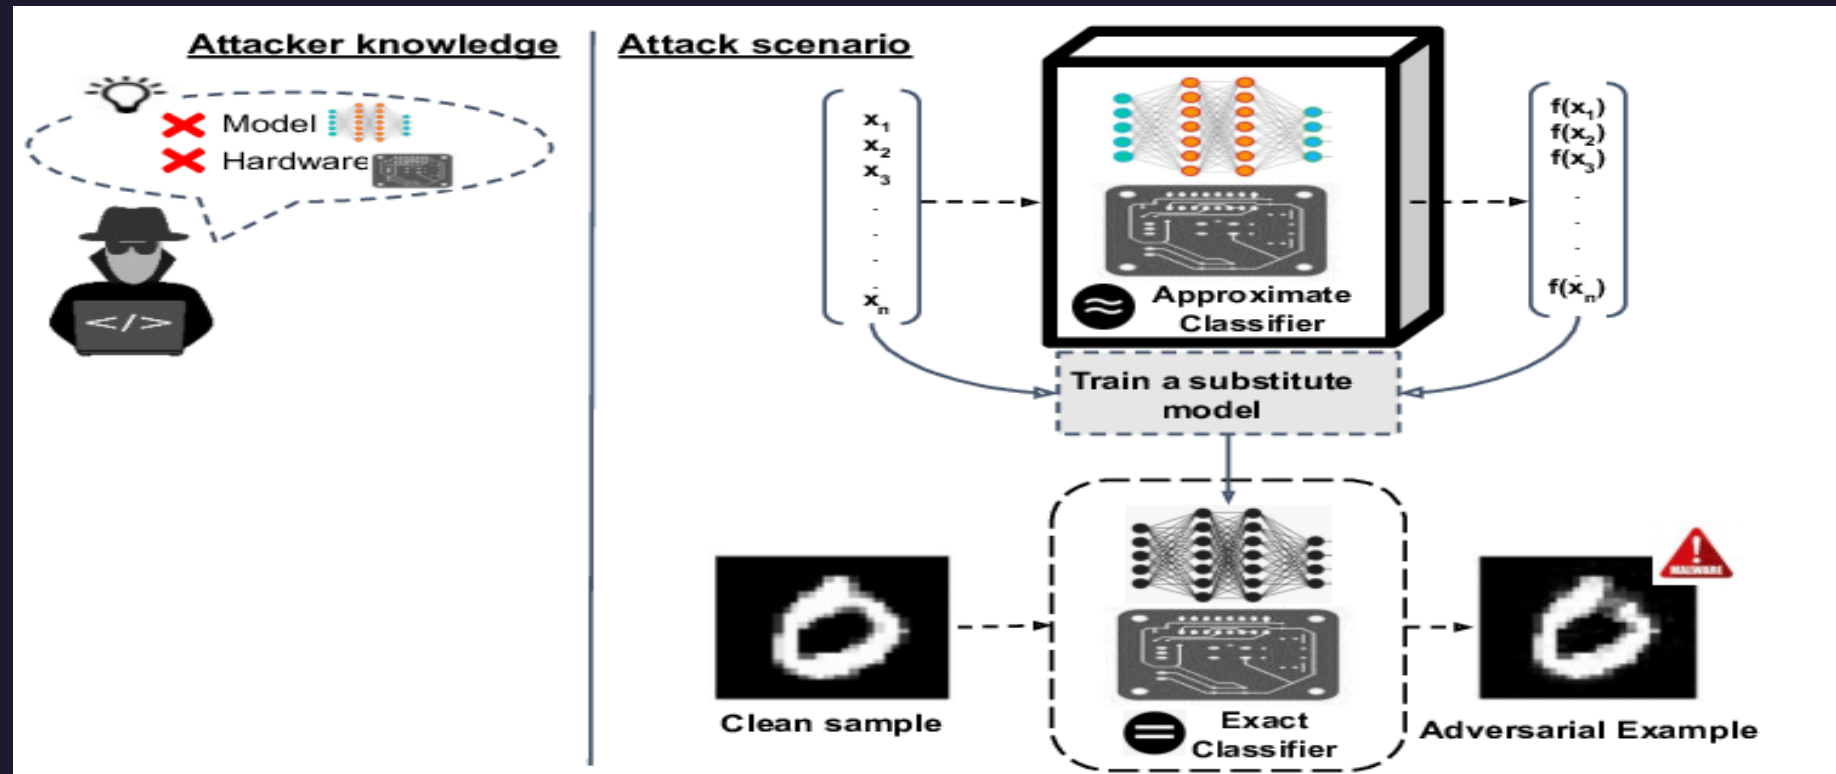 Attacker knowledge
Model
Hardware
</>
Attack scenario
x1
x2
x3
.
.
.
.
xn
Approximate
Classifier
f(x1)
f(x2)
f(x3)
.
.
.
.
f(xn)
Train a substitute
model
Clean sample
Exact
Classifier
MALWARE
Adversarial Example